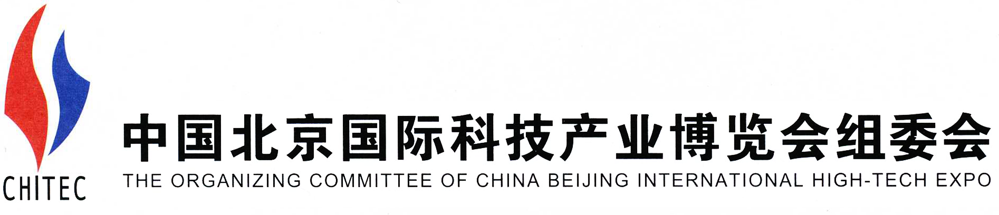 CHITEC
中国北京国际科技产业博览会组委会
THE ORGANIZING COMMITTEE OF CHINA BEIJING INTERNATIONAL HIGH-TECH EXPO